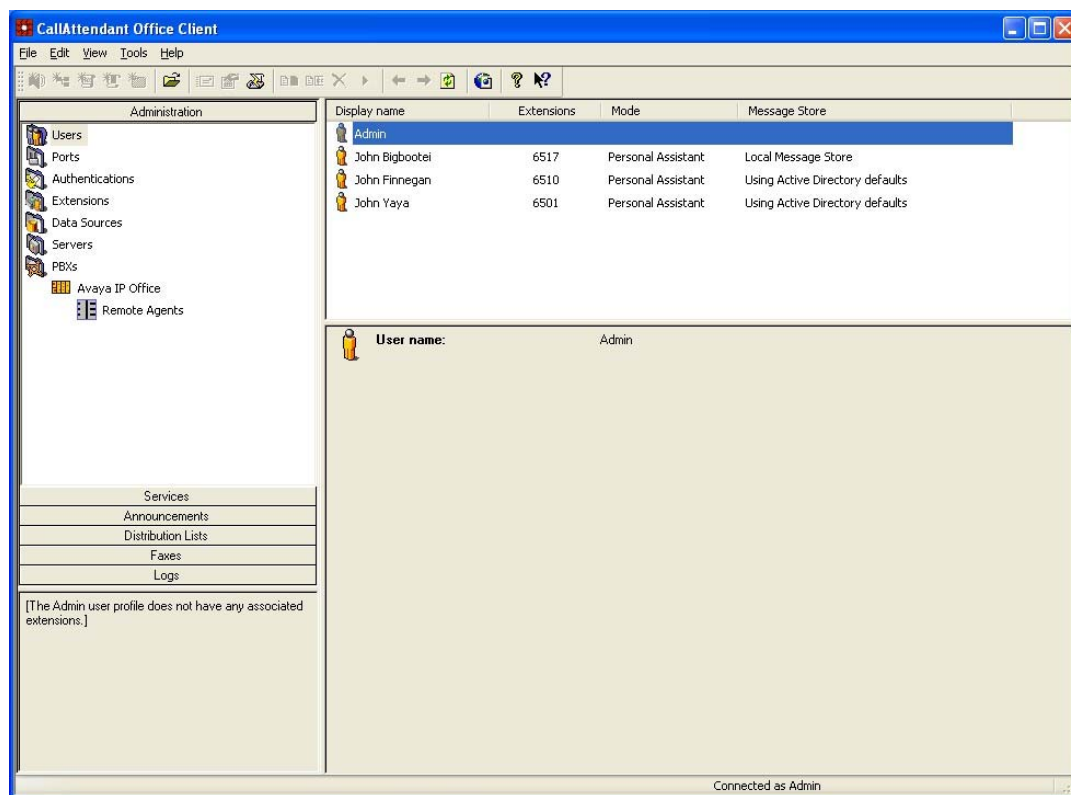 CallAttendant Office Client
File Edit View Tools Help
Administration
Users
Ports
Authentications
Extensions
Data Sources
Servers
PBXs
Avaya IP Office
Remote Agents
Services
Announcements
Distribution Lists
Faxes
Logs
[The Admin user profile does not have any associated
extensions.]
Display name Extensions Mode Message Store
Admin
John Bigbootei 6517 Personal Assistant Local Message Store
John Finnegan 6510 Personal Assistant Using Active Directory defaults
John Yaya 6501 Personal Assistant Using Active Directory defaults
User name: Admin
Connected as Admin